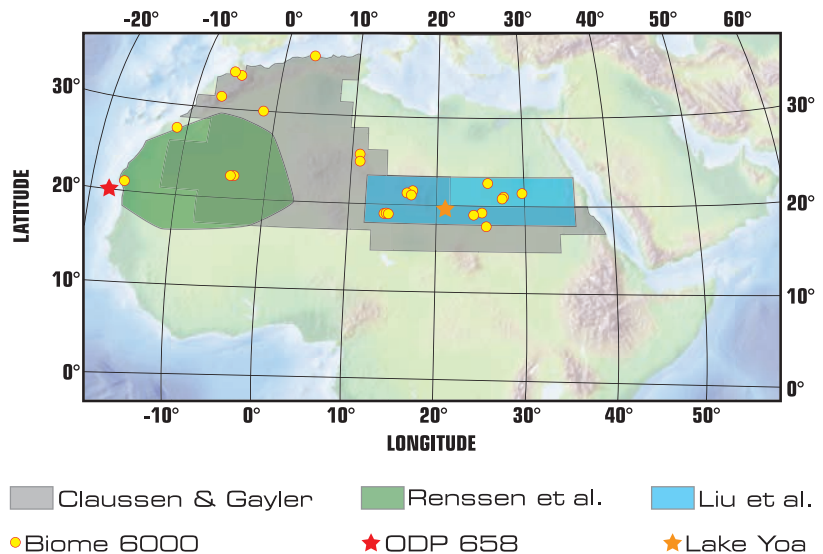 -20° -10° 0° 10° 20° 30° 40° 50° 60°
30° 30°
20° 20°
10° 10°
0° 0°
LATITUDE
-10° 0° 10° 20° 30° 40° 50°
LONGITUDE
Claussen & Gayler Renssen et al. Liu et al.
Biome 6000 ODP 658 Lake Yoa